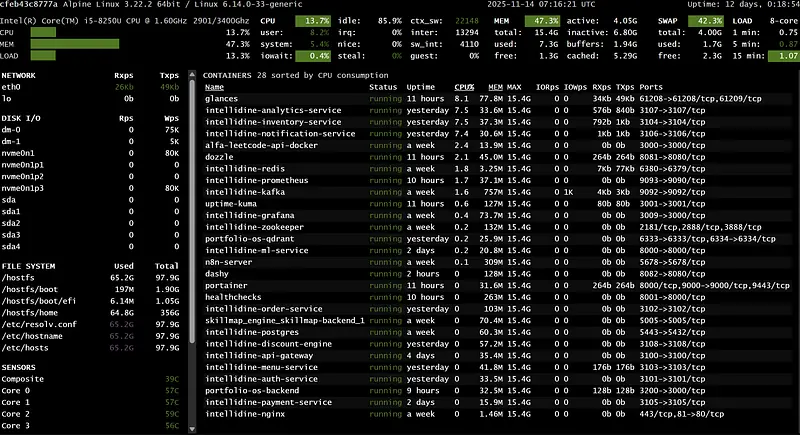 cfeb43c8777a Alpine Linux 3.22.2 64bit / Linux 6.14.0-33-generic 2025-11-14 07:16:21 UTC Uptime: 12 days, 0:18:54
Intel(R) Core(TM) i5-8250U CPU @ 1.60GHz 2901/3400Ghz CPU 13.7% idle: 85.9% ctx_sw: 22148 MEM 47.3% active: 4.05G SWAP 42.3% LOAD 8-core
CPU 13.7% user: 8.2% irq: 0% inter: 13294 total: 15.4G inactive: 6.80G total: 4.00G 1 min: 0.75
MEM 47.3% system: 5.4% nice: 0% sw_int: 4110 used: 7.3G buffers: 1.94G used: 1.7G 5 min: 0.87
LOAD 13.3% iowait: 0.4% steal: 0% guest: 0% free: 1.3G cached: 5.29G free: 2.3G 15 min: 1.07
NETWORK Rxps Txps
eth0 26Kb 49Kb
lo 0b 0b
DISK I/O Rps Wps
dm-0 0 75K
dm-1 0 5K
nvme0n1 0 80K
nvme0n1p1 0 0
nvme0n1p2 0 0
nvme0n1p3 0 80K
sda 0 0
sda1 0 0
sda2 0 0
sda3 0 0
sda4 0 0
FILE SYSTEM Used Total
/hostfs 65.2G 97.9G
/hostfs/boot 197M 1.90G
/hostfs/boot/efi 6.14M 1.05G
/hostfs/home 64.8G 356G
/etc/resolv.conf 65.2G 97.9G
/etc/hostname 65.2G 97.9G
/etc/hosts 65.2G 97.9G
SENSORS
Composite 39C
Core 0 57C
Core 1 57C
Core 2 59C
Core 3 56C
CONTAINERS 28 sorted by CPU consumption
Name Status Uptime CPU% MEM MAX IORps IOWps RXps TXps Ports
glances running 11 hours 8.1 77.8M 15.4G 0 0 34Kb 49Kb 61208->61208/tcp,61209/tcp
intellidine-analytics-service running yesterday 7.5 33.6M 15.4G 0 0 576b 840b 3107->3107/tcp
intellidine-inventory-service running yesterday 7.5 37.3M 15.4G 0 0 792b 1Kb 3104->3104/tcp
intellidine-notification-service running yesterday 7.4 30.6M 15.4G 0 0 1Kb 1Kb 3106->3106/tcp
alfa-leetcode-api-docker running a week 2.4 13.9M 15.4G 0 0 0b 0b 3000->3000/tcp
dozzle running 11 hours 2.1 45.0M 15.4G 0 0 264b 264b 8081->8080/tcp
intellidine-redis running a week 1.8 3.25M 15.4G 0 0 7Kb 77Kb 6380->6379/tcp
intellidine-prometheus running 10 hours 1.7 37.1M 15.4G 0 0 0b 0b 9093->9090/tcp
intellidine-kafka running a week 1.6 757M 15.4G 0 1K 4Kb 3Kb 9092->9092/tcp
uptime-kuma running 11 hours 0.6 127M 15.4G 0 0 80b 80b 3001->3001/tcp
intellidine-grafana running a week 0.4 73.7M 15.4G 0 0 0b 0b 3009->3000/tcp
intellidine-zookeeper running a week 0.2 132M 15.4G 0 0 0b 0b 2181/tcp,2888/tcp,3888/tcp
portfolio-os-qdrant running yesterday 0.2 25.9M 15.4G 0 0 0b 0b 6333->6333/tcp,6334->6334/tcp
intellidine-ml-service running 2 days 0.2 20.8M 15.4G 0 0 0b 0b 8000->8000/tcp
n8n-server running a week 0.1 309M 15.4G 0 0 0b 0b 5678->5678/tcp
dashy running 2 hours 0 128M 15.4G 0 0 0b 0b 8082->8080/tcp
portainer running 11 hours 0 31.6M 15.4G 0 0 264b 264b 8000/tcp,9000->9000/tcp,9443/tcp
healthchecks running 10 hours 0 263M 15.4G 0 0 0b 0b 8001->8000/tcp
intellidine-order-service running yesterday 0 103M 15.4G 0 0 0b 0b 3102->3102/tcp
skillmap_engine_skillmap-backend_1 running a week 0 70.4M 15.4G 0 0 0b 0b 5005->5005/tcp
intellidine-postgres running a week 0 60.3M 15.4G 0 0 0b 0b 5443->5432/tcp
intellidine-discount-engine running yesterday 0 57.2M 15.4G 0 0 0b 0b 3108->3108/tcp
intellidine-api-gateway running 4 days 0 35.4M 15.4G 0 0 0b 0b 3100->3100/tcp
intellidine-menu-service running yesterday 0 41.8M 15.4G 0 0 176b 176b 3103->3103/tcp
intellidine-auth-service running yesterday 0 33.5M 15.4G 0 0 0b 0b 3101->3101/tcp
portfolio-os-backend running 9 hours 0 32.5M 15.4G 0 0 128b 128b 3200->3000/tcp
intellidine-payment-service running 2 days 0 15.9M 15.4G 0 0 0b 0b 3105->3105/tcp
intellidine-nginx running a week 0 1.46M 15.4G 0 0 0b 0b 443/tcp,81->80/tcp